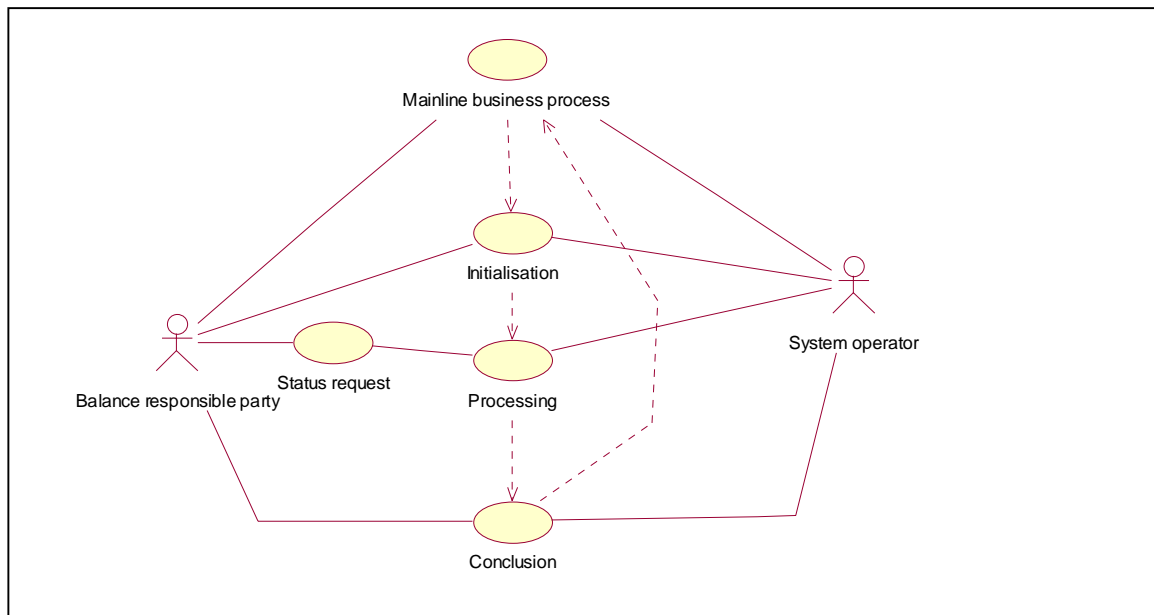 Mainline business process
Initialisation
System operator
Status request
Balance responsible party
Processing
Conclusion